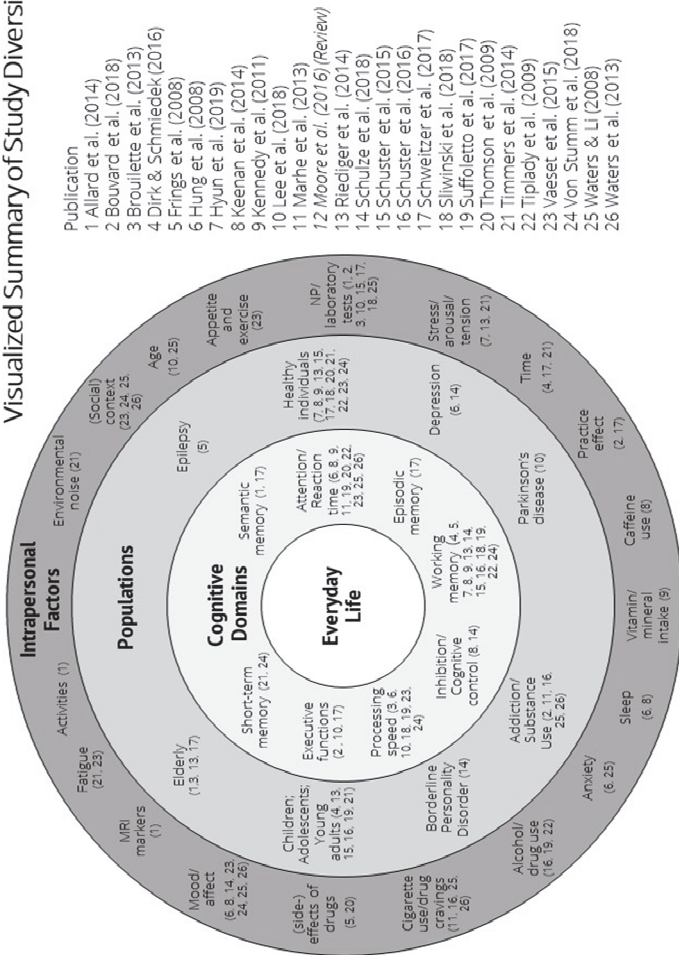 Visualized Summary of Study Diversi
Publication
1 Allard et al. (2014)
2 Bouvard et al. (2018)
3 Brouilette et al. (2013)
4 Dirk & Schmiedek (2016)
5 Frings et al. (2008)
6 Hung et al. (2008)
7 Hyun et al. (2019)
8 Keenan et al. (2014)
9 Kennedy et al. (2011)
10 Lee et al. (2018)
11 Marhe et al. (2013)
12 Moore et al. (2016) (Review)
13 Riediger et al. (2014)
14 Schulze et al. (2018)
15 Schuster et al. (2015)
16 Schuster et al. (2016)
17 Schweitzer et al. (2017)
18 Sliwinski et al. (2018)
19 Suffoletto et al. (2017)
20 Thomson et al. (2009)
21 Timmers et al. (2014)
22 Tiplady et al. (2009)
23 Vaeset et al. (2015)
24 Von Stumm et al. (2018)
25 Waters & Li (2008)
26 Waters et al. (2013)
Intrapersonal
Factors
Environmental
noise (21)
(Social)
context
(23, 24, 25,
26)
Age
(10, 25)
Appetite
and
exercise
(23)
NP/
laboratory
tests (1, 2,
3, 10, 15, 17,
18, 25)
Stress/
arousal/
tension
(7, 13, 21)
Time
(4, 17, 21)
Practice
effect
(2, 17)
Caffeine
use (8)
Vitamin/
mineral
intake (9)
Sleep
(6, 8)
Anxiety
(6, 25)
Alcohol/
drug use
(16, 19, 22)
Cigarette
use/drug
cravings
(11, 16, 25,
26)
(side-)
effects of
drugs
(5, 20)
Mood/
affect
(6, 8, 14, 23,
24, 25, 26)
MRI
markers
(1)
Fatigue
(21, 23)
Activities (1)
Populations
Epilepsy
(5)
Healthy
individuals
(7, 8, 9, 13, 15,
17, 18, 20, 21,
22, 23, 24)
Depression
(6, 14)
Parkinson's
disease (10)
Addiction/
Substance
Use (2, 11, 16,
25, 26)
Borderline
Personality
Disorder (14)
Children;
Adolescents;
Young
adults (4, 13,
15, 16, 19, 21)
Elderly
(1,3, 13, 17)
Cognitive
Domains
Semantic
memory (1, 17)
Attention/
Reaction
time (6, 8, 9,
11, 19, 20, 22,
23, 25, 26)
Episodic
memory (17)
Working
memory (4, 5,
7, 8, 9, 13, 14,
15, 16, 18, 19,
22, 24)
Inhibition/
Cognitive
control (8, 14)
Processing
speed (3, 6,
10, 18, 19, 23,
24)
Executive
functions
(2 , 10, 17)
Short-term
memory (21, 24)
Everyday
Life